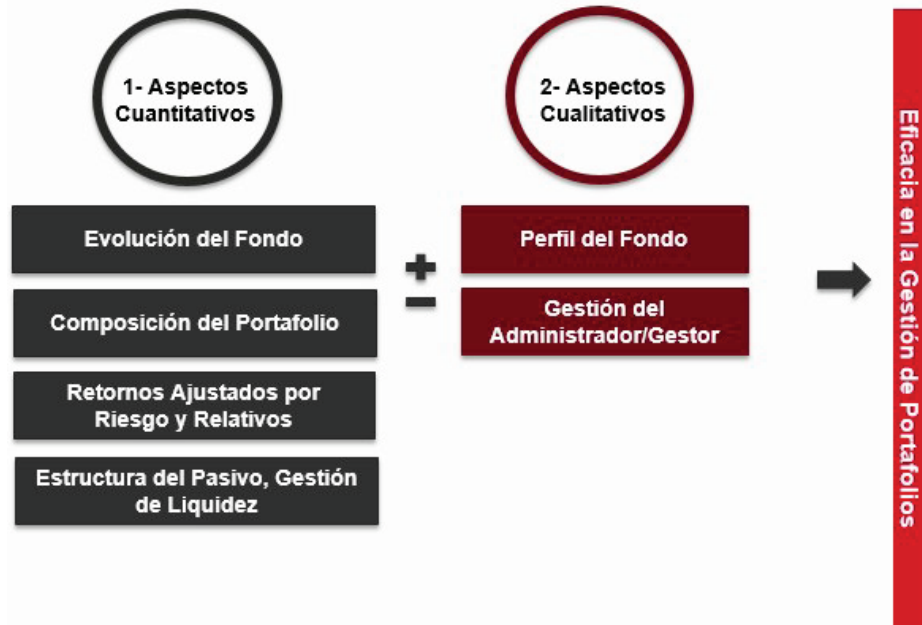 1- Aspectos
Cuantitativos
Evolución del Fondo
Composición del Portafolio
Retornos Ajustados por
Riesgo y Relativos
Estructura del Pasivo, Gestión
de Liquidez
+
−
2- Aspectos
Cualitativos
Perfil del Fondo
Gestión del
Administrador/Gestor
Eficacia en la Gestión de Portafolios